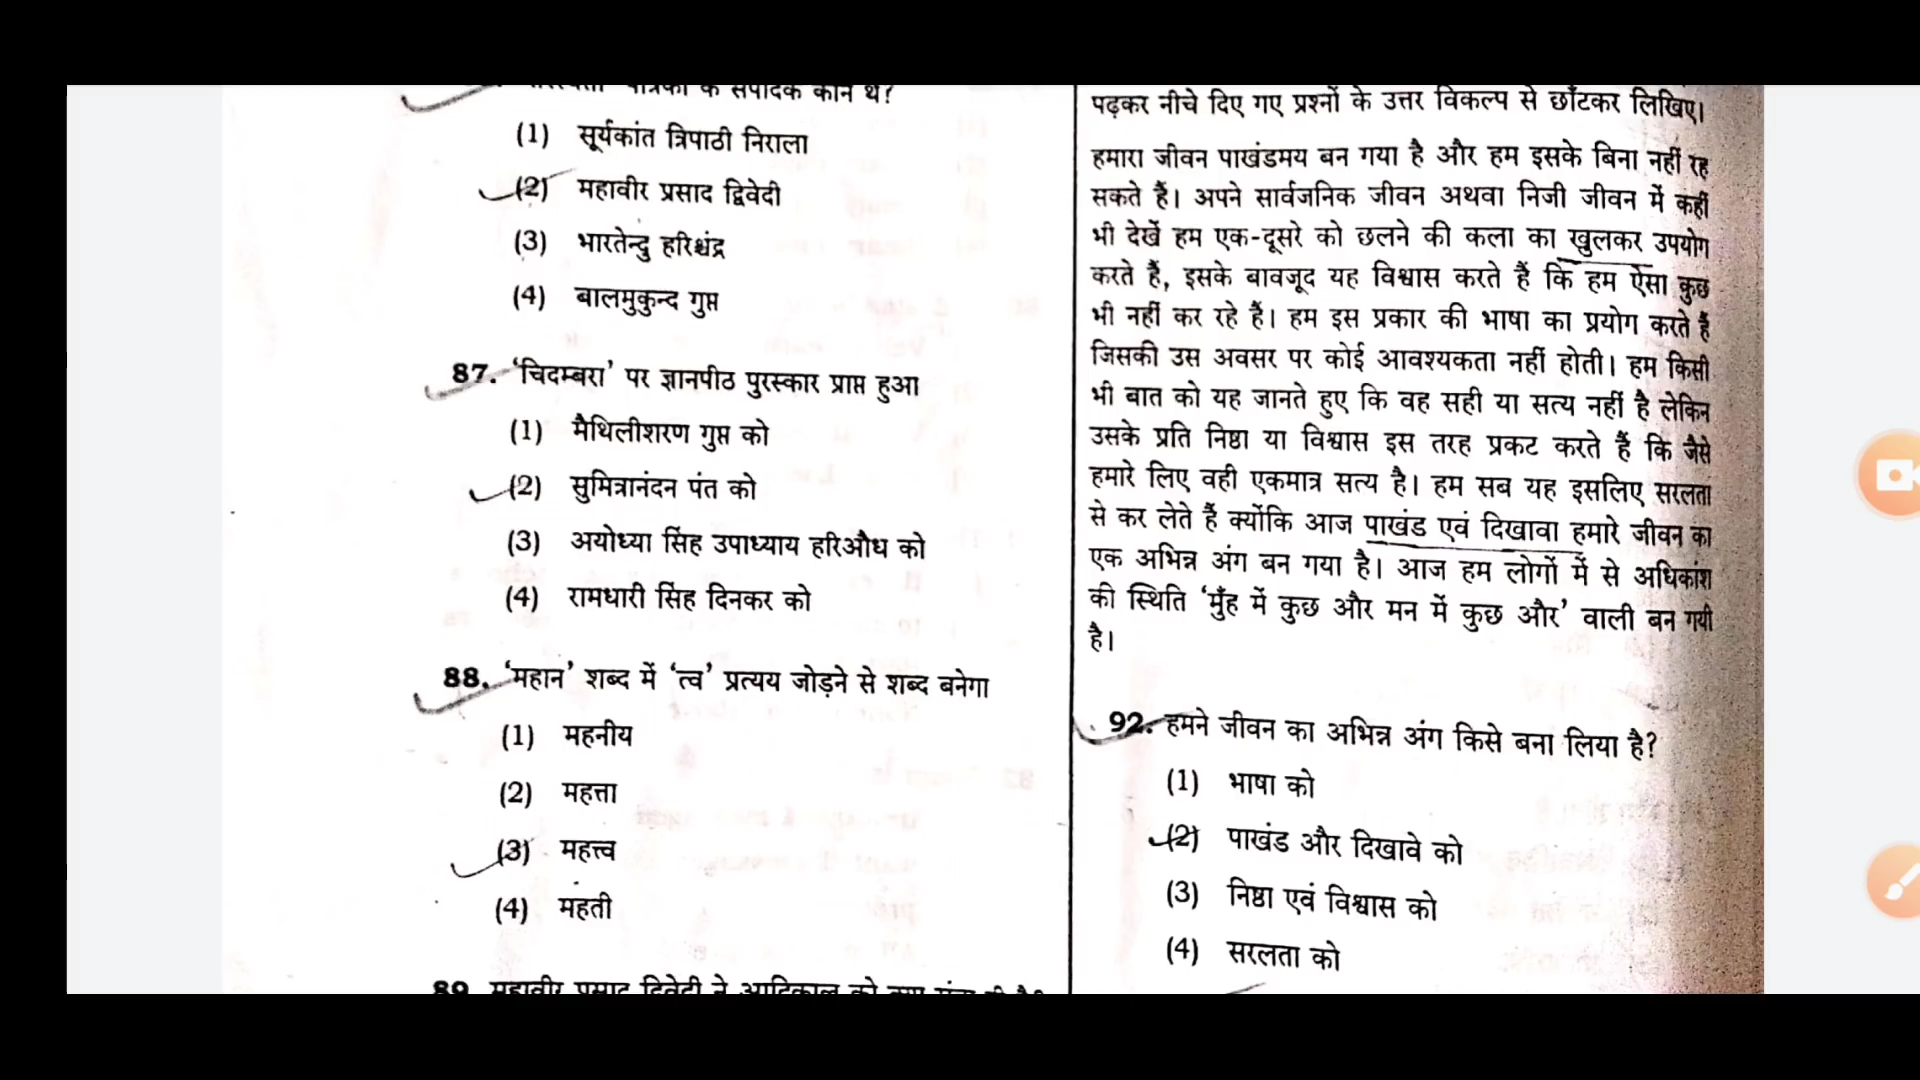 पत्रिका के संपादक कौन थे?
(1) सूर्यकांत त्रिपाठी निराला
(2) महावीर प्रसाद द्विवेदी
(3) भारतेन्दु हरिश्चंद्र
(4) बालमुकुन्द गुप्त
87. ‘चिदम्बरा’ पर ज्ञानपीठ पुरस्कार प्राप्त हुआ
(1) मैथिलीशरण गुप्त को
(2) सुमित्रानंदन पंत को
(3) अयोध्या सिंह उपाध्याय हरिऔध को
(4) रामधारी सिंह दिनकर को
88. ‘महान’ शब्द में ‘त्व’ प्रत्यय जोड़ने से शब्द बनेगा
(1) महनीय
(2) महत्ता
(3) महत्त्व
(4) महती
89. महावीर प्रसाद द्विवेदी ने आदिकाल को क्या
पढ़कर नीचे दिए गए प्रश्नों के उत्तर विकल्प से छाँटकर लिखिए।
हमारा जीवन पाखंडमय बन गया है और हम इसके बिना नहीं रह
सकते हैं। अपने सार्वजनिक जीवन अथवा निजी जीवन में कहीं
भी देखें हम एक-दूसरे को छलने की कला का खुलकर उपयोग
करते हैं, इसके बावजूद यह विश्वास करते हैं कि हम ऐसा कुछ
भी नहीं कर रहे हैं। हम इस प्रकार की भाषा का प्रयोग करते हैं
जिसकी उस अवसर पर कोई आवश्यकता नहीं होती। हम किसी
भी बात को यह जानते हुए कि वह सही या सत्य नहीं है लेकिन
उसके प्रति निष्ठा या विश्वास इस तरह प्रकट करते हैं कि जैसे
हमारे लिए वही एकमात्र सत्य है। हम सब यह इसलिए सरलता
से कर लेते हैं क्योंकि आज पाखंड एवं दिखावा हमारे जीवन का
एक अभिन्न अंग बन गया है। आज हम लोगों में से अधिकांश
की स्थिति ‘मुँह में कुछ और मन में कुछ और’ वाली बन गयी
है।
92. हमने जीवन का अभिन्न अंग किसे बना लिया है?
(1) भाषा को
(2) पाखंड और दिखावे को
(3) निष्ठा एवं विश्वास को
(4) सरलता को